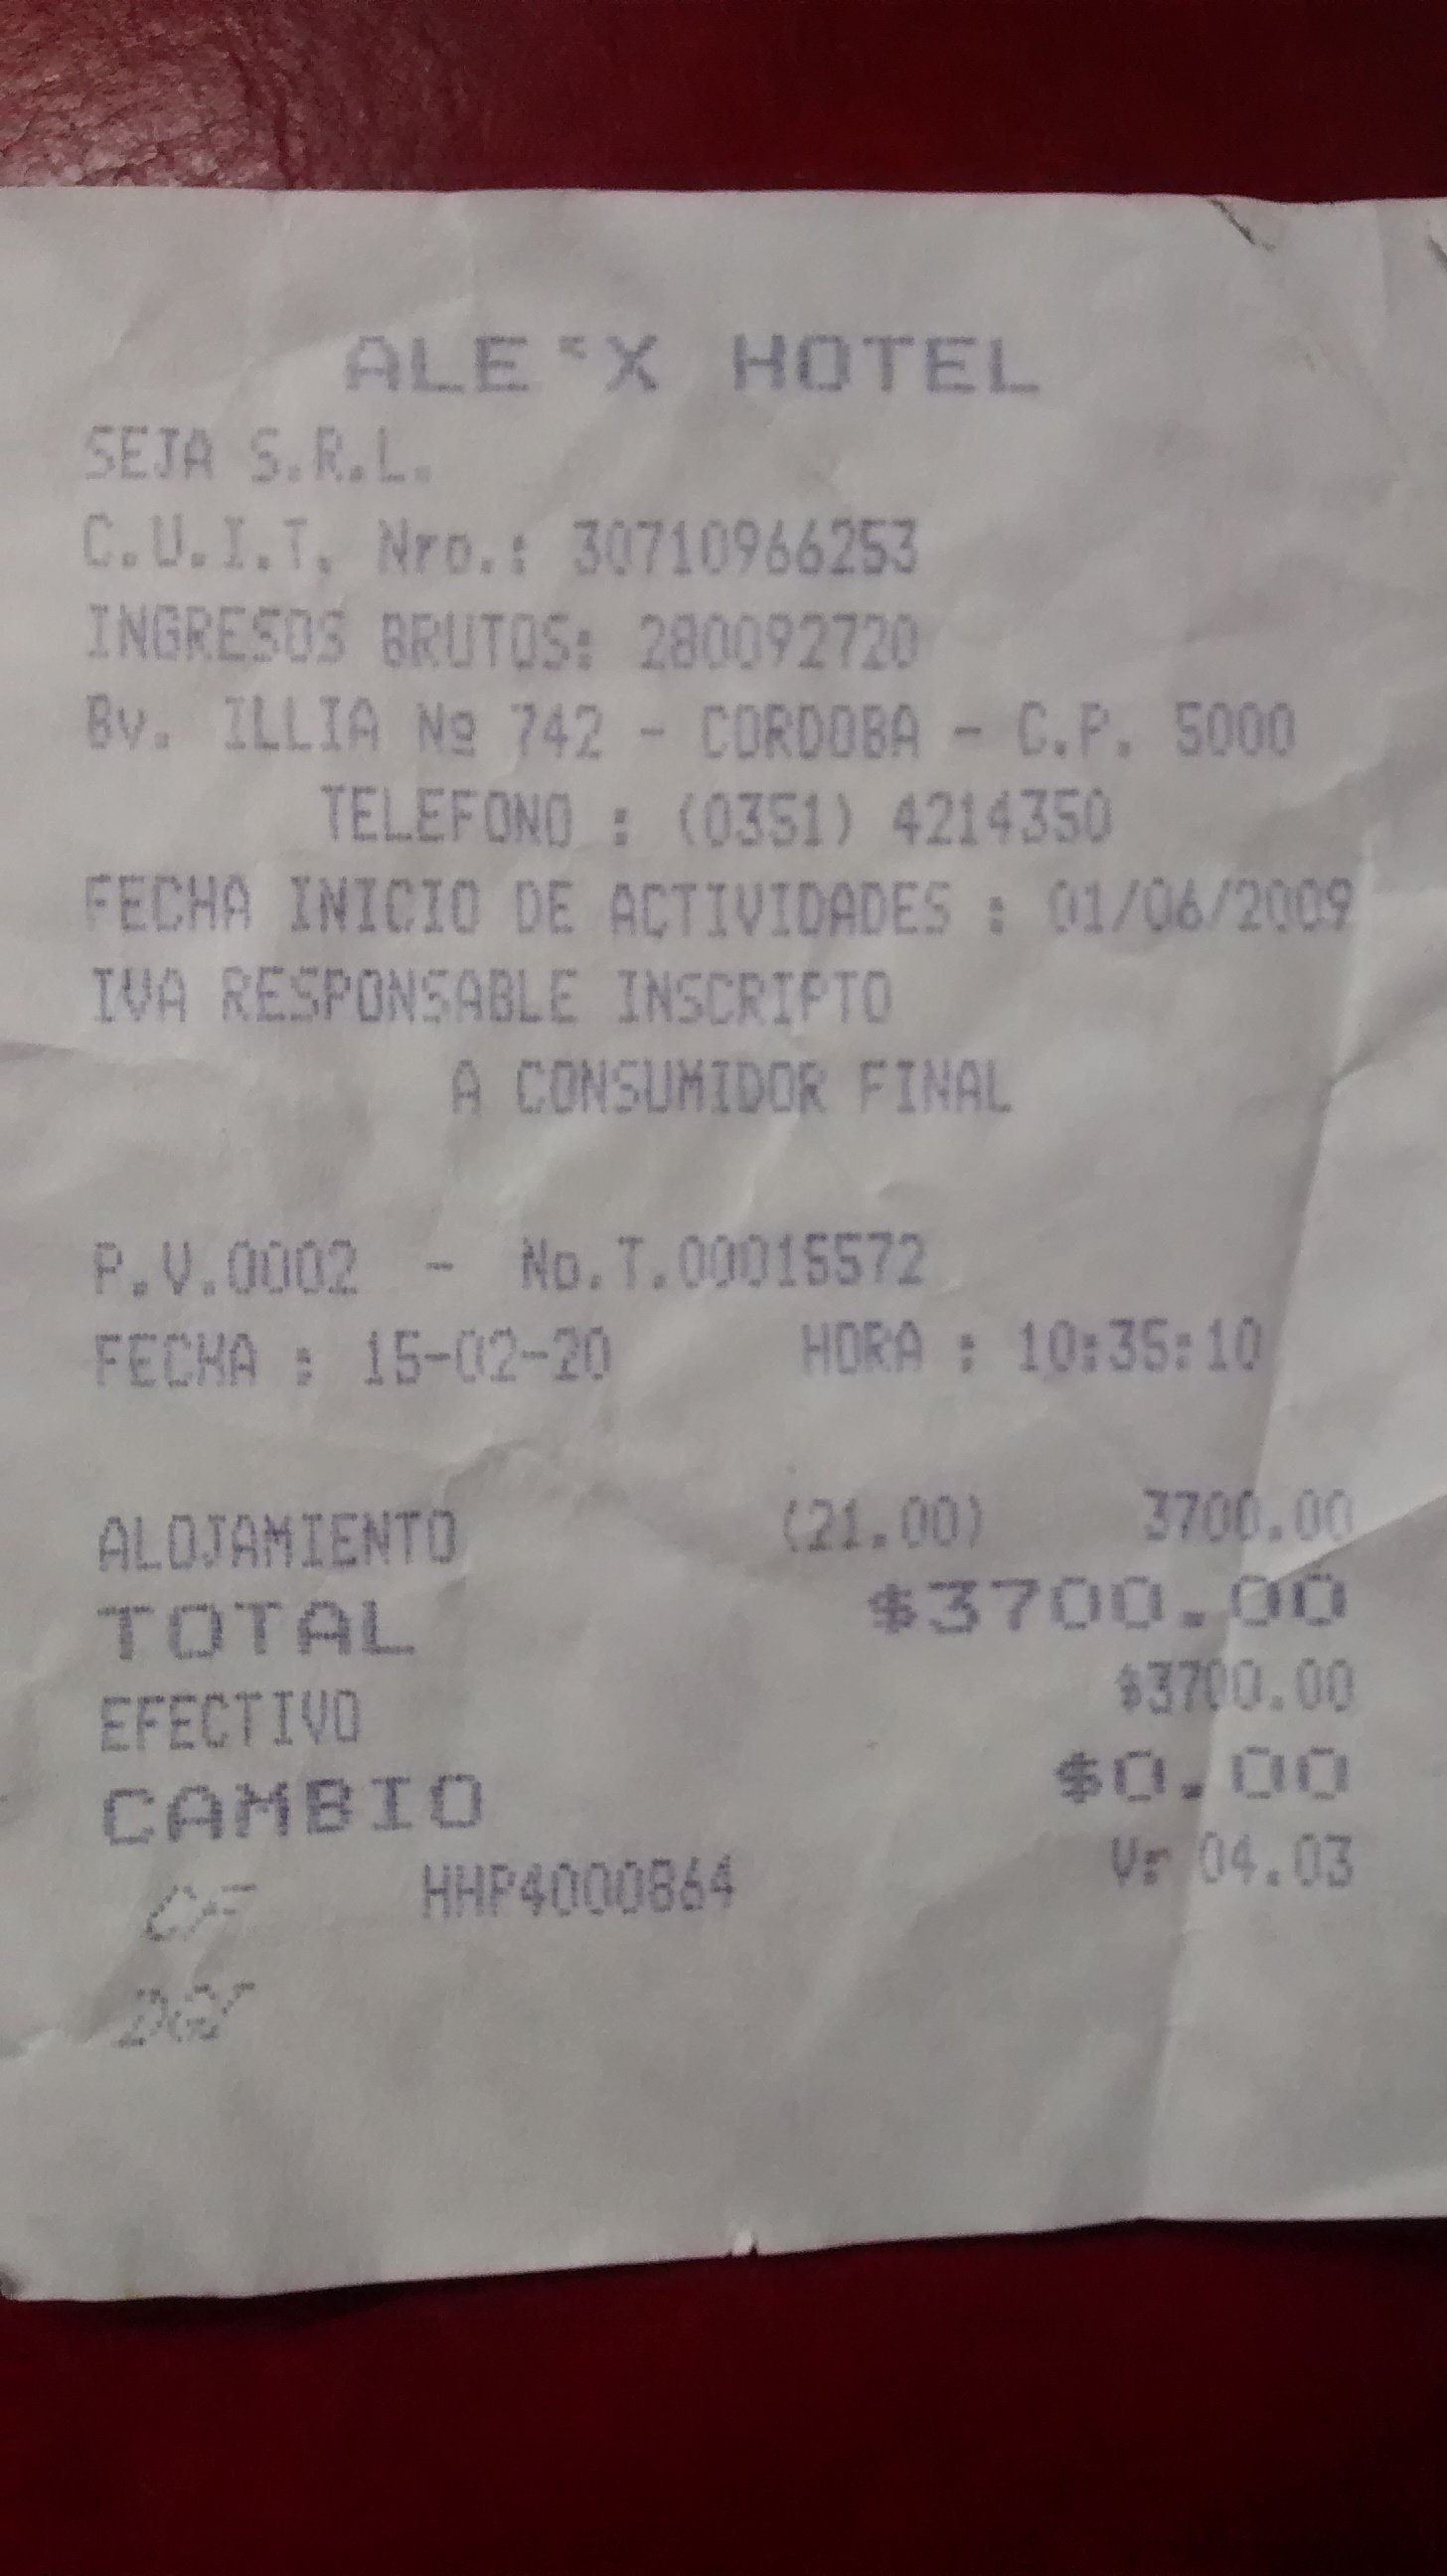 ALE'X HOTEL
SEJA S.R.L.
C.U.I.T. Nro.: 30710966253
INGRESOS BRUTOS: 280092720
Bv. ILLIA Nº 742 - CORDOBA - C.P. 5000
TELEFONO : (0351) 4214350
FECHA INICIO DE ACTIVIDADES : 01/06/2009
IVA RESPONSABLE INSCRIPTO
A CONSUMIDOR FINAL
P.V.0002 - No.T.00015572
FECHA : 15-02-20 HORA : 10:35:10
ALOJAMIENTO (21.00) 3700.00
TOTAL $3700.00
EFECTIVO $3700.00
CAMBIO $0.00
CF HHP4000864 V: 04.03
DGI